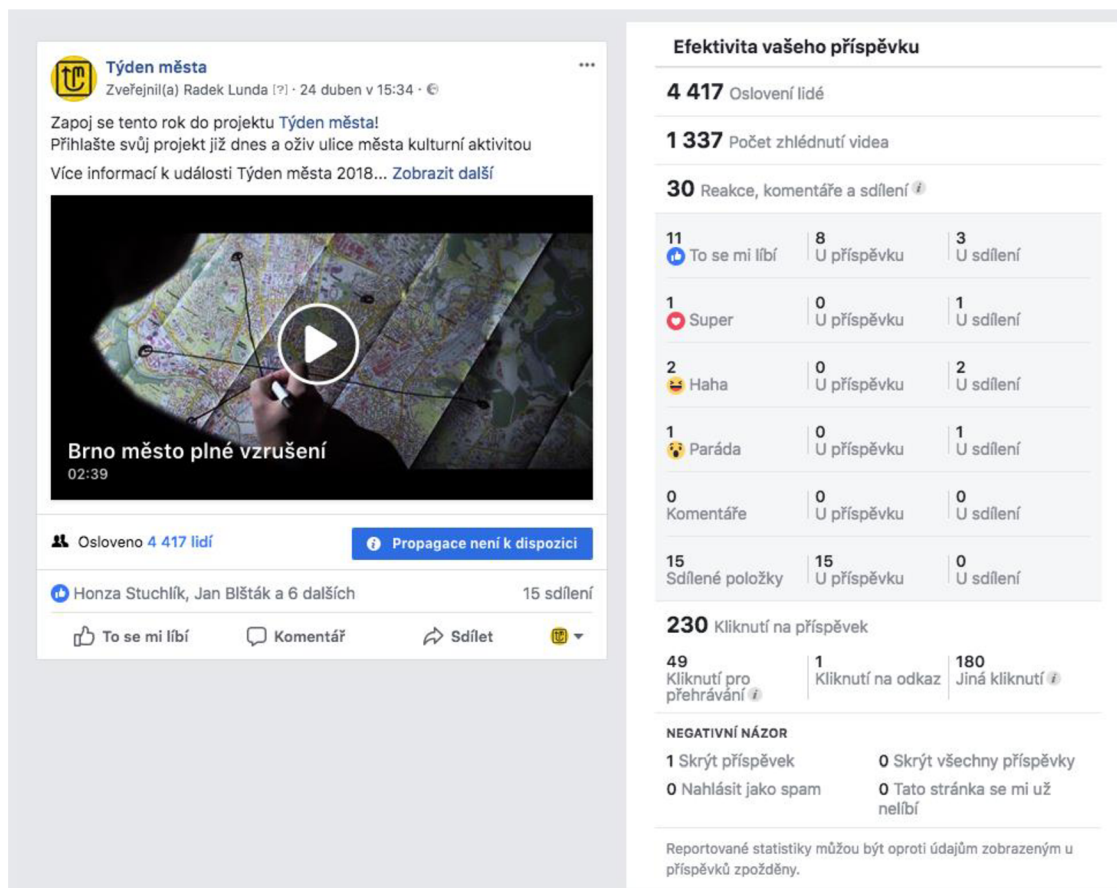 Týden města
Zveřejnil(a) Radek Lunda [?] · 24 duben v 15:34 ·
Zapoj se tento rok do projektu Týden města!
Přihlašte svůj projekt již dnes a oživ ulice města kulturní aktivitou
Více informací k události Týden města 2018... Zobrazit další
Brno město plné vzrušení
02:39
Osloveno 4 417 lidí
Propagace není k dispozici
Honza Stuchlík, Jan Blšták a 6 dalších
15 sdílení
To se mi líbí
Komentář
Sdílet
Efektivita vašeho příspěvku
4 417 Oslovení lidé
1 337 Počet zhlédnutí videa
30 Reakce, komentáře a sdílení
11 8 3
To se mi líbí U příspěvku U sdílení
1 0 1
Super U příspěvku U sdílení
2 0 2
Haha U příspěvku U sdílení
1 0 1
Paráda U příspěvku U sdílení
0 0 0
Komentáře U příspěvku U sdílení
15 15 0
Sdílené položky U příspěvku U sdílení
230 Kliknutí na příspěvek
49 1 180
Kliknutí pro Kliknutí na odkaz Jiná kliknutí
přehrávání
NEGATIVNÍ NÁZOR
1 Skrýt příspěvek 0 Skrýt všechny příspěvky
0 Nahlásit jako spam 0 Tato stránka se mi už
nelíbí
Reportované statistiky můžou být oproti údajům zobrazeným u
příspěvků zpožděny.